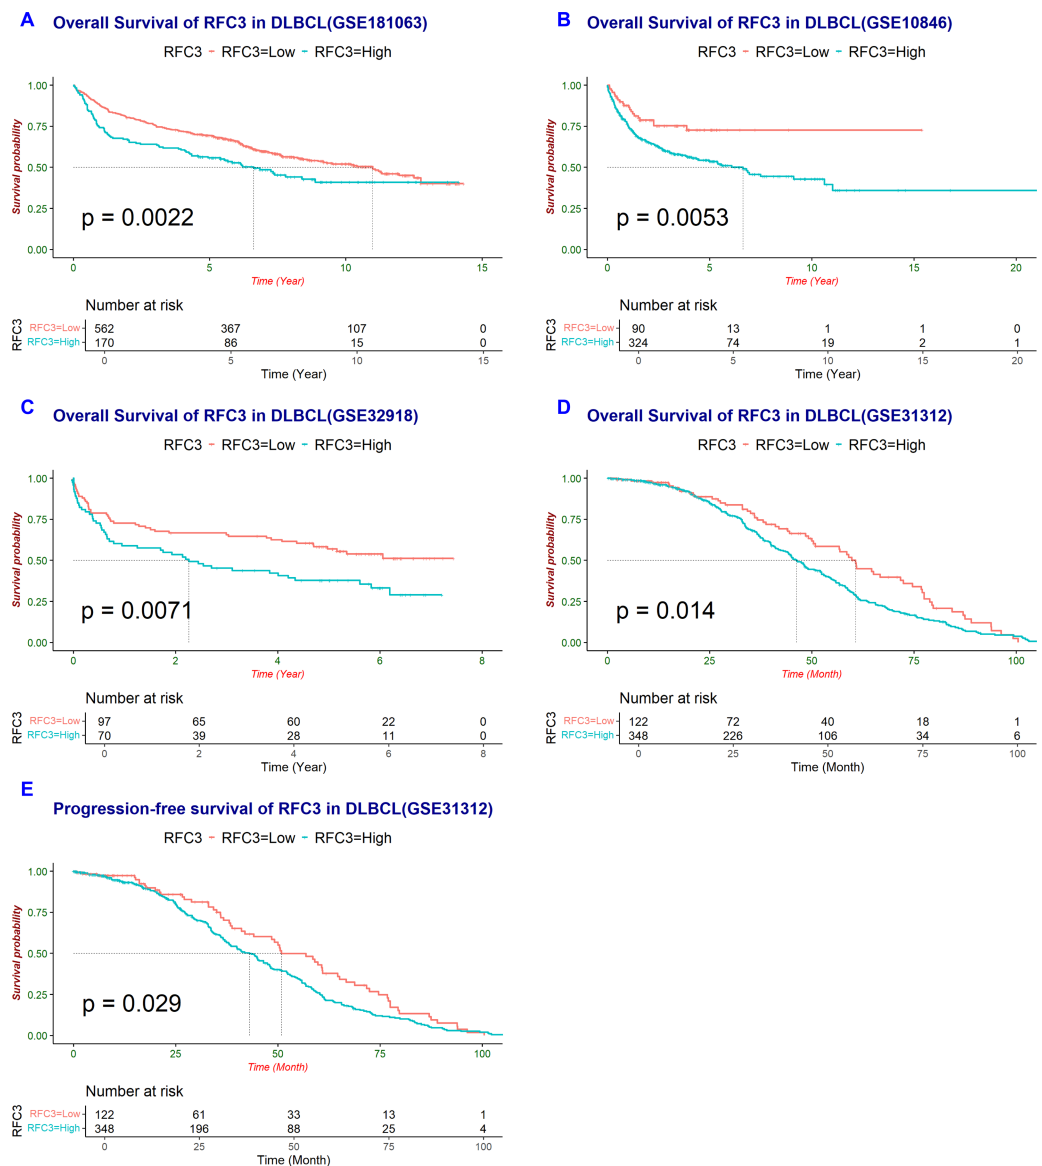 A Overall Survival of RFC3 in DLBCL(GSE181063)
RFC3 RFC3=Low RFC3=High
Survival probability
1.00
0.75
0.50
0.25
0.00
p = 0.0022
0 5 10 15
Time (Year)
Number at risk
RFC3
RFC3=Low 562 367 107 0
RFC3=High 170 86 15 0
0 5 10 15
Time (Year)
B Overall Survival of RFC3 in DLBCL(GSE10846)
RFC3 RFC3=Low RFC3=High
Survival probability
1.00
0.75
0.50
0.25
0.00
p = 0.0053
0 5 10 15 20
Time (Year)
Number at risk
RFC3
RFC3=Low 90 13 1 1 0
RFC3=High 324 74 19 2 1
0 5 10 15 20
Time (Year)
C Overall Survival of RFC3 in DLBCL(GSE32918)
RFC3 RFC3=Low RFC3=High
Survival probability
1.00
0.75
0.50
0.25
0.00
p = 0.0071
0 2 4 6 8
Time (Year)
Number at risk
RFC3
RFC3=Low 97 65 60 22 0
RFC3=High 70 39 28 11 0
0 2 4 6 8
Time (Year)
D Overall Survival of RFC3 in DLBCL(GSE31312)
RFC3 RFC3=Low RFC3=High
Survival probability
1.00
0.75
0.50
0.25
0.00
p = 0.014
0 25 50 75 100
Time (Month)
Number at risk
RFC3
RFC3=Low 122 72 40 18 1
RFC3=High 348 226 106 34 6
0 25 50 75 100
Time (Month)
E
Progression-free survival of RFC3 in DLBCL(GSE31312)
RFC3 RFC3=Low RFC3=High
Survival probability
1.00
0.75
0.50
0.25
0.00
p = 0.029
0 25 50 75 100
Time (Month)
Number at risk
RFC3
RFC3=Low 122 61 33 13 1
RFC3=High 348 196 88 25 4
0 25 50 75 100
Time (Month)